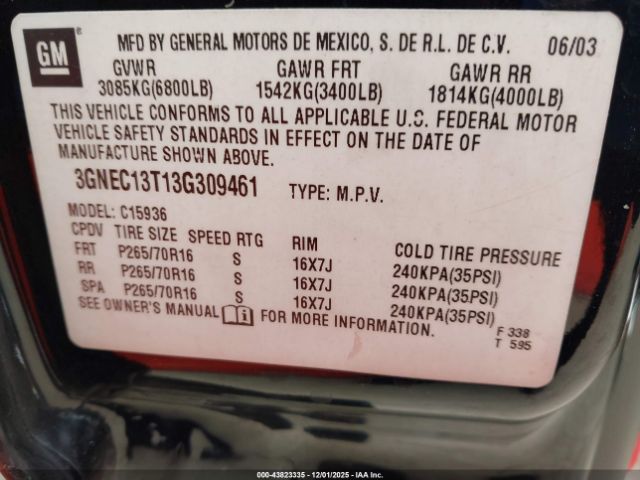 GM ®
MFD BY GENERAL MOTORS DE MEXICO, S. DE R.L. DE C.V. 06/03
GVWR GAWR FRT GAWR RR
3085KG(6800LB) 1542KG(3400LB) 1814KG(4000LB)
THIS VEHICLE CONFORMS TO ALL APPLICABLE U.S. FEDERAL MOTOR
VEHICLE SAFETY STANDARDS IN EFFECT ON THE DATE OF
MANUFACTURE SHOWN ABOVE.
3GNEC13T13G309461 TYPE: M.P.V.
MODEL: C15936
CPDV TIRE SIZE SPEED RTG RIM COLD TIRE PRESSURE
FRT P265/70R16 S 16X7J 240KPA(35PSI)
RR P265/70R16 S 16X7J 240KPA(35PSI)
SPA P265/70R16 S 16X7J 240KPA(35PSI)
SEE OWNER'S MANUAL FOR MORE INFORMATION.
F 338
T 595
000-43823335 - 12/01/2025 - IAA Inc.